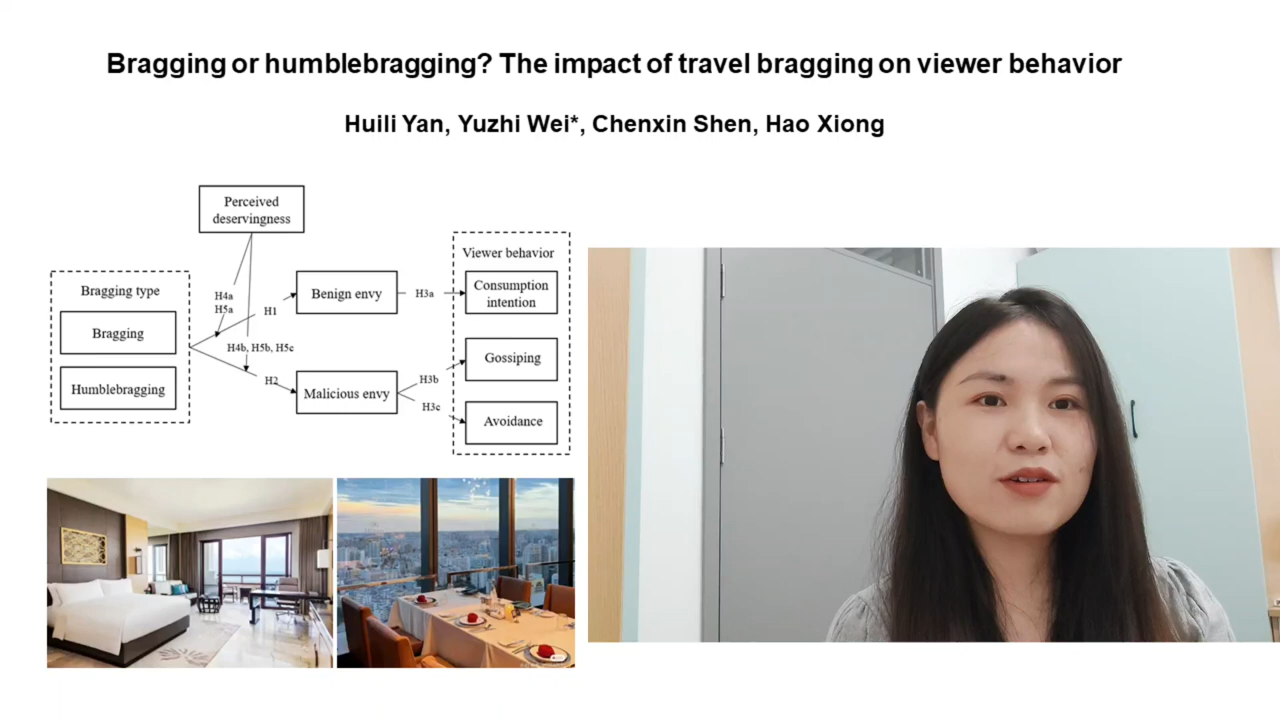 Bragging or humblebragging? The impact of travel bragging on viewer behavior
Huili Yan, Yuzhi Wei*, Chenxin Shen, Hao Xiong
Perceived
deservingness
Bragging type
Bragging
Humblebragging
H4a
H5a
H1
H4b, H5b, H5c
H2
Benign envy
Malicious envy
H3a
H3b
H3c
Viewer behavior
Consumption
intention
Gossiping
Avoidance